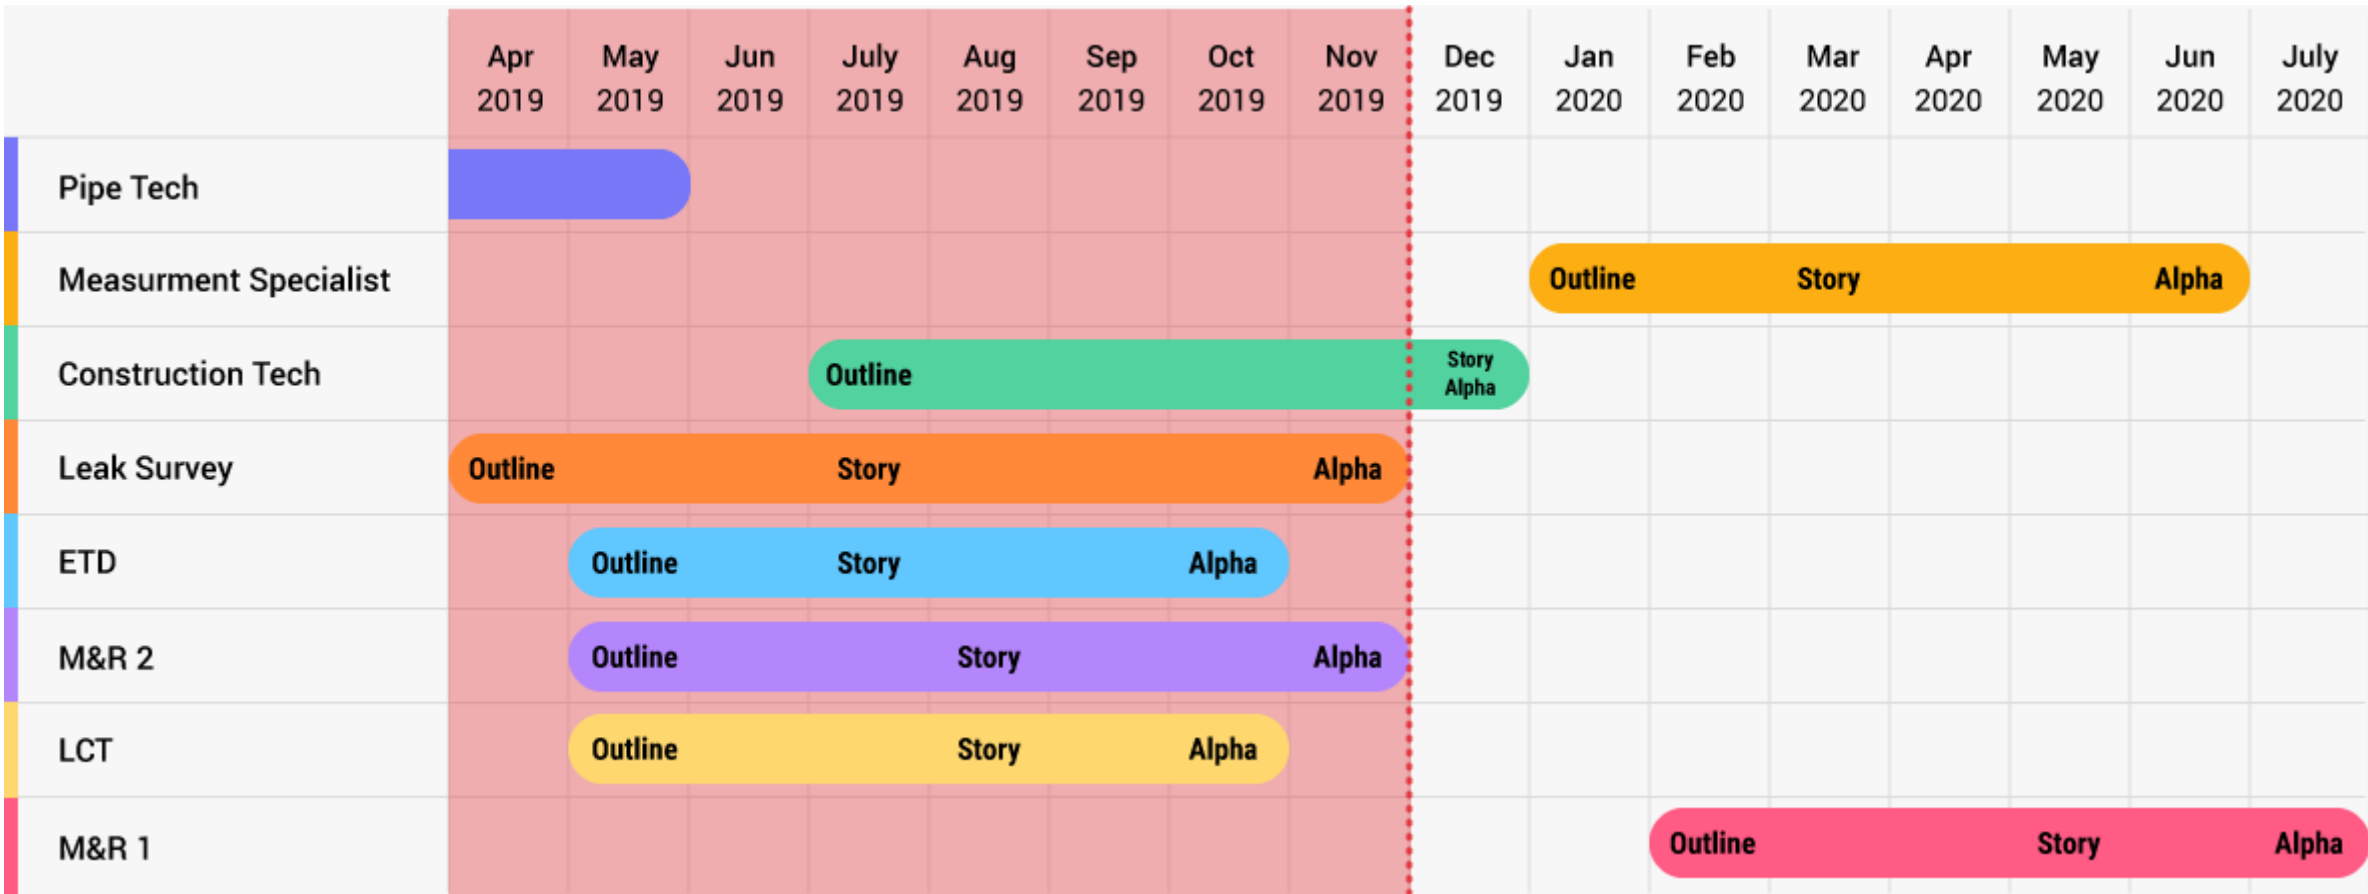 Apr May Jun July Aug Sep Oct Nov Dec Jan Feb Mar Apr May Jun July
2019 2019 2019 2019 2019 2019 2019 2019 2019 2020 2020 2020 2020 2020 2020 2020
Pipe Tech
Measurment Specialist Outline Story Alpha
Construction Tech Outline Story
Alpha
Leak Survey Outline Story Alpha
ETD Outline Story Alpha
M&R 2 Outline Story Alpha
LCT Outline Story Alpha
M&R 1 Outline Story Alpha